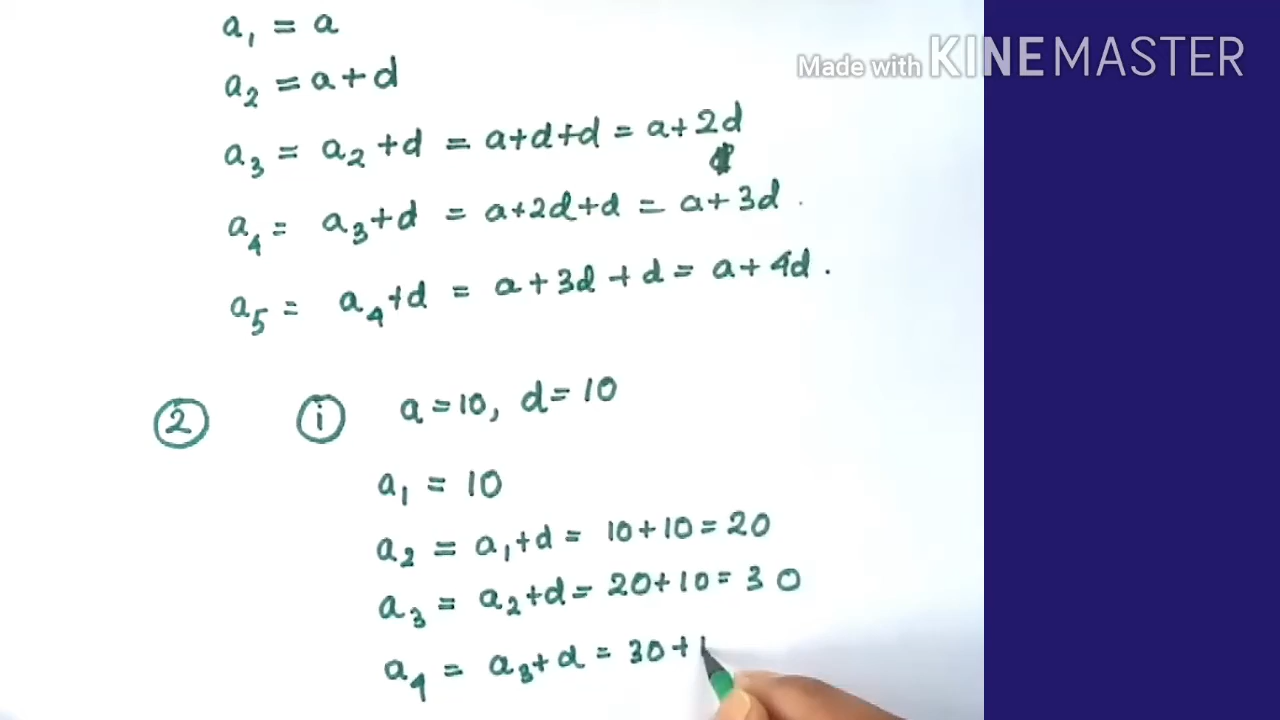 a₁ = a
Made with KINEMASTER
a₂ = a+d
a₃ = a₂+d = a+d+d = a+2d
a₄ = a₃+d = a+2d+d = a+3d.
a₅ = a₄+d = a+3d+d = a+4d.
② ⓘ a=10, d=10
a₁ = 10
a₂ = a₁+d = 10+10=20
a₃ = a₂+d = 20+10=30
a₄ = a₃+d = 30+1